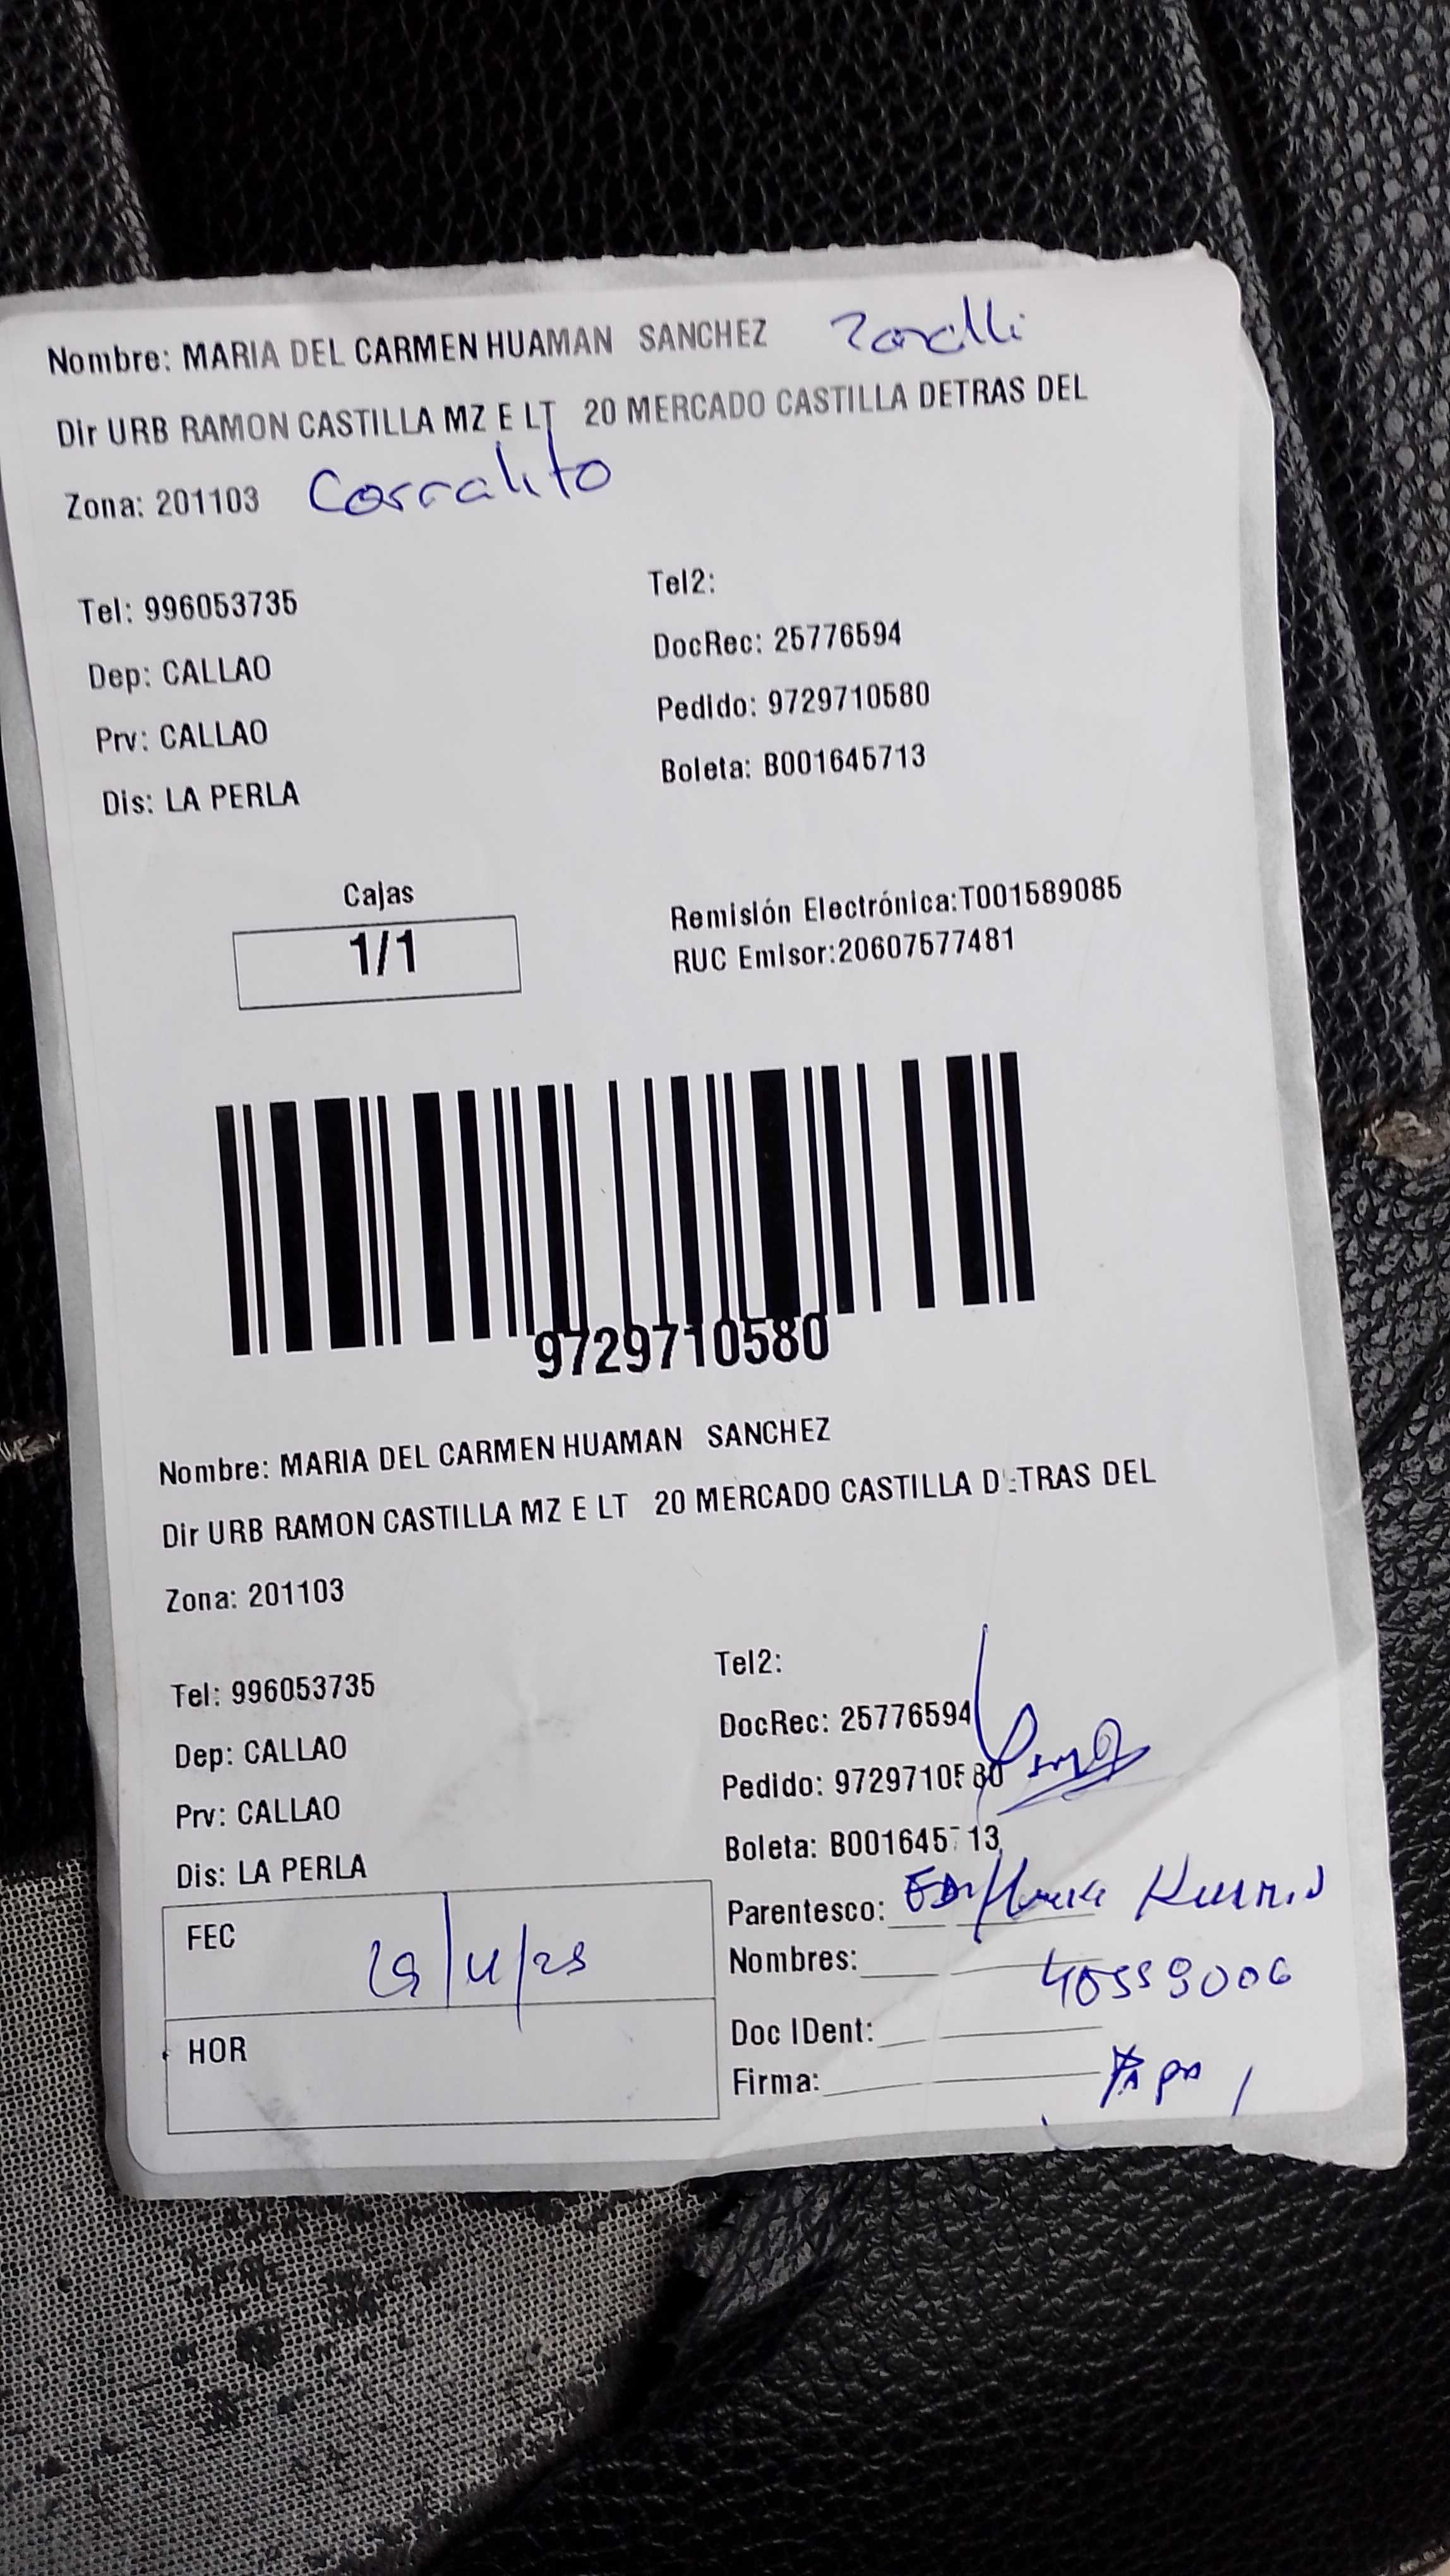 Nombre: MARIA DEL CARMEN HUAMAN SANCHEZ
Dir URB RAMON CASTILLA MZ E LT 20 MERCADO CASTILLA DETRAS DEL
Zona: 201103 Corralito
Tel: 996053735
Tel2:
Dep: CALLAO
DocRec: 25776594
Prv: CALLAO
Pedido: 9729710580
Dis: LA PERLA
Boleta: B001645713
Cajas
1/1
Remisión Electrónica:T001589085
RUC Emisor:20607577481
9729710580
Nombre: MARIA DEL CARMEN HUAMAN SANCHEZ
Dir URB RAMON CASTILLA MZ E LT 20 MERCADO CASTILLA DETRAS DEL
Zona: 201103
Tel: 996053735
Tel2:
Dep: CALLAO
DocRec: 25776594
Prv: CALLAO
Pedido: 9729710580
Dis: LA PERLA
Boleta: B001645713
FEC
Parentesco:
Nombres:
HOR
Doc IDent:
Firma: